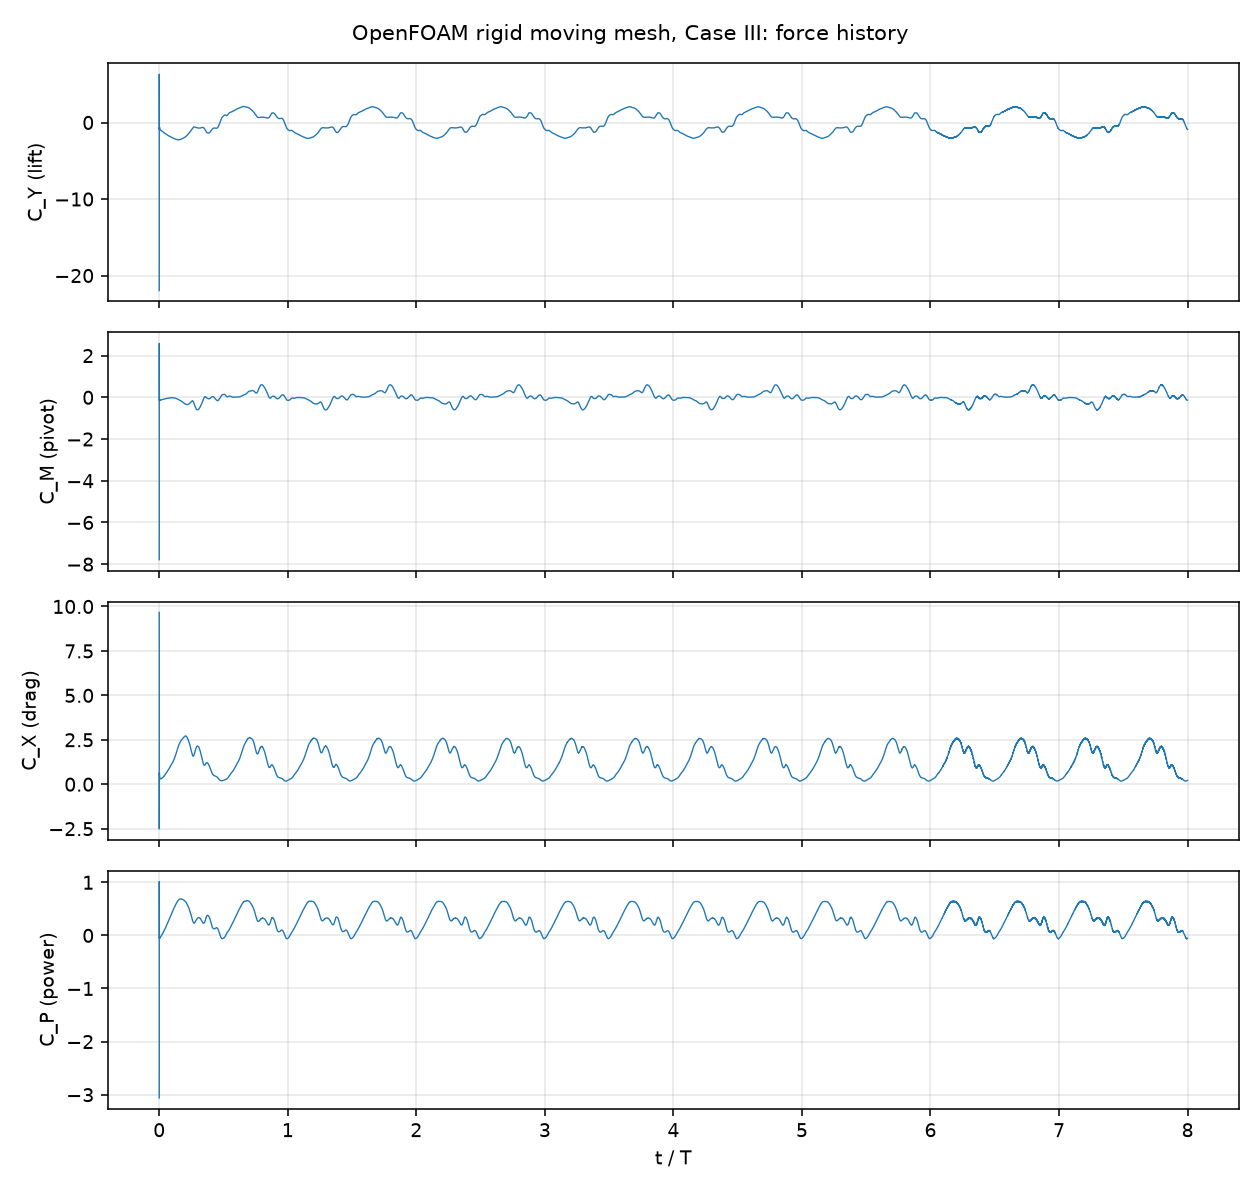 OpenFOAM rigid moving mesh, Case III: force history
C_Y (lift)
0
−10
−20
C_M (pivot)
2
0
−2
−4
−6
−8
C_X (drag)
10.0
7.5
5.0
2.5
0.0
−2.5
C_P (power)
1
0
−1
−2
−3
0 1 2 3 4 5 6 7 8
t / T